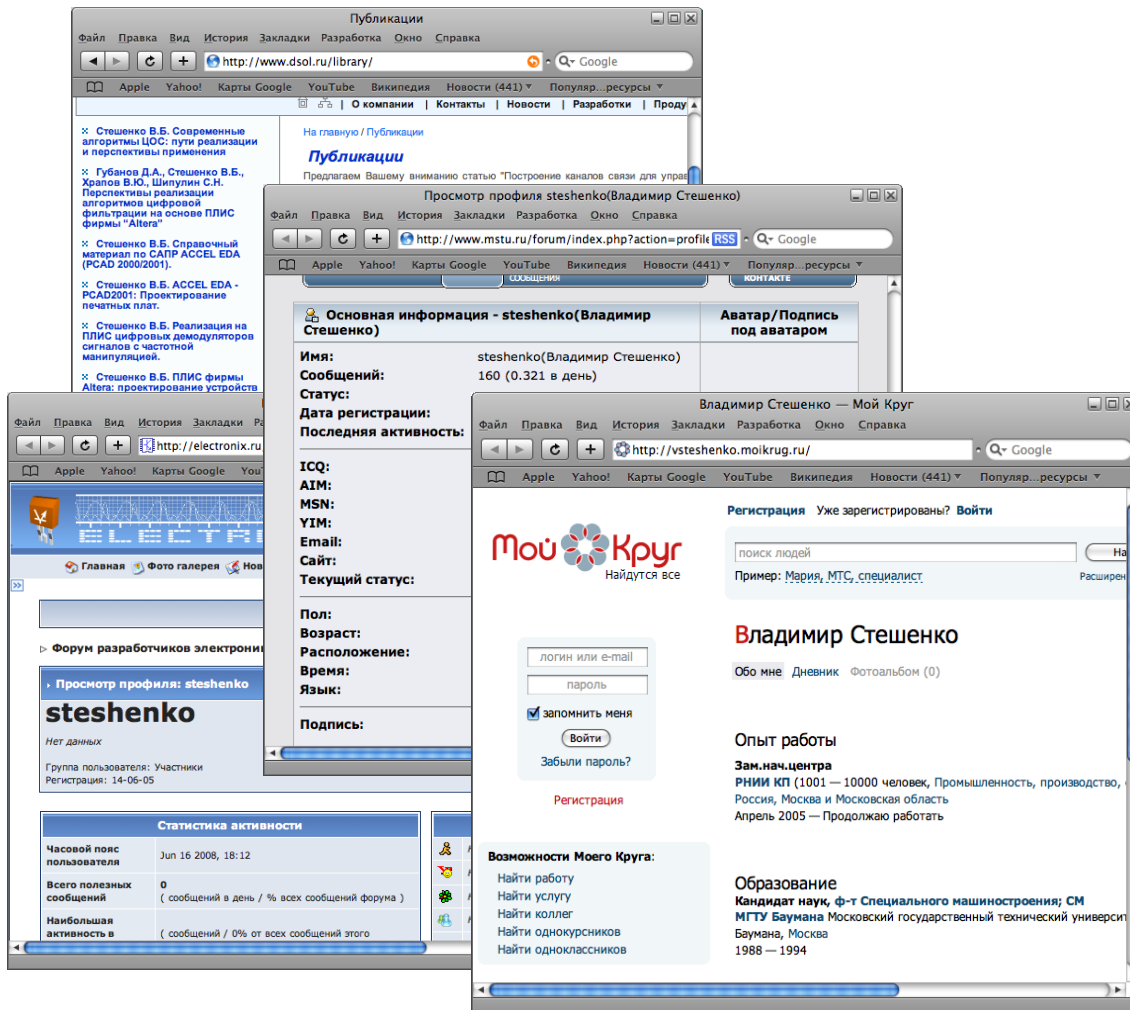 Публикации
Файл Правка Вид История Закладки Разработка Окно Справка
http://www.dsol.ru/library/
Google
Apple Yahoo! Карты Google YouTube Википедия Новости (441) Популяр...ресурсы
| О компании | Контакты | Новости | Разработки | Проду
Стешенко В.Б. Современные
алгоритмы ЦОС: пути реализации
и перспективы применения
Губанов Д.А., Стешенко В.Б.,
Храпов В.Ю., Шипулин С.Н.
Перспективы реализации
алгоритмов цифровой
фильтрации на основе ПЛИС
фирмы "Altera"
Стешенко В.Б. Справочный
материал по САПР ACCEL EDA
(PCAD 2000/2001).
Стешенко В.Б. ACCEL EDA -
PCAD2001: Проектирование
печатных плат.
Стешенко В.Б. Реализация на
ПЛИС цифровых демодуляторов
сигналов с частотной
манипуляцией.
Стешенко В.Б. ПЛИС фирмы
Altera: проектирование устройств
На главную / Публикации
Публикации
Предлагаем Вашему вниманию статью "Построение каналов связи для управ
Просмотр профиля steshenko(Владимир Стешенко)
Файл Правка Вид История Закладки Разработка Окно Справка
http://www.mstu.ru/forum/index.php?action=profile
RSS
Google
Apple Yahoo! Карты Google YouTube Википедия Новости (441) Популяр...ресурсы
СООБЩЕНИЯ
КОНТАКТЕ
Основная информация - steshenko(Владимир
Стешенко)
Аватар/Подпись
под аватаром
Имя: steshenko(Владимир Стешенко)
Сообщений: 160 (0.321 в день)
Статус:
Дата регистрации:
Последняя активность:
ICQ:
AIM:
MSN:
YIM:
Email:
Сайт:
Текущий статус:
Пол:
Возраст:
Расположение:
Время:
Язык:
Подпись:
Файл Правка Вид История Закладки Ра
http://electronix.ru
Apple Yahoo! Карты Google You
ELECTR
Главная Фото галерея Нов
Форум разработчиков электрони
Просмотр профиля: steshenko
steshenko
Нет данных
Группа пользователя: Участники
Регистрация: 14-06-05
Статистика активности
Часовой пояс
пользователя
Jun 16 2008, 18:12
Всего полезных
сообщений
0
( сообщений в день / % всех сообщений форума )
Наибольшая
активность в
( сообщений / 0% от всех сообщений этого
Владимир Стешенко — Мой Круг
Файл Правка Вид История Закладки Разработка Окно Справка
http://vsteshenko.moikrug.ru/
Google
Apple Yahoo! Карты Google YouTube Википедия Новости (441) Популяр...ресурсы
Регистрация Уже зарегистрированы? Войти
Мой Круг
Найдутся все
поиск людей
На
Пример: Мария, МТС, специалист
Расширен
логин или e-mail
пароль
запомнить меня
Войти
Забыли пароль?
Регистрация
Возможности Моего Круга:
Найти работу
Найти услугу
Найти коллег
Найти однокурсников
Найти одноклассников
Владимир Стешенко
Обо мне Дневник Фотоальбом (0)
Опыт работы
Зам.нач.центра
РНИИ КП (1001 — 10000 человек, Промышленность, производство,
Россия, Москва и Московская область
Апрель 2005 — Продолжаю работать
Образование
Кандидат наук, ф-т Специального машиностроения; СМ
МГТУ Баумана Московский государственный технический университ
Баумана, Москва
1988 — 1994